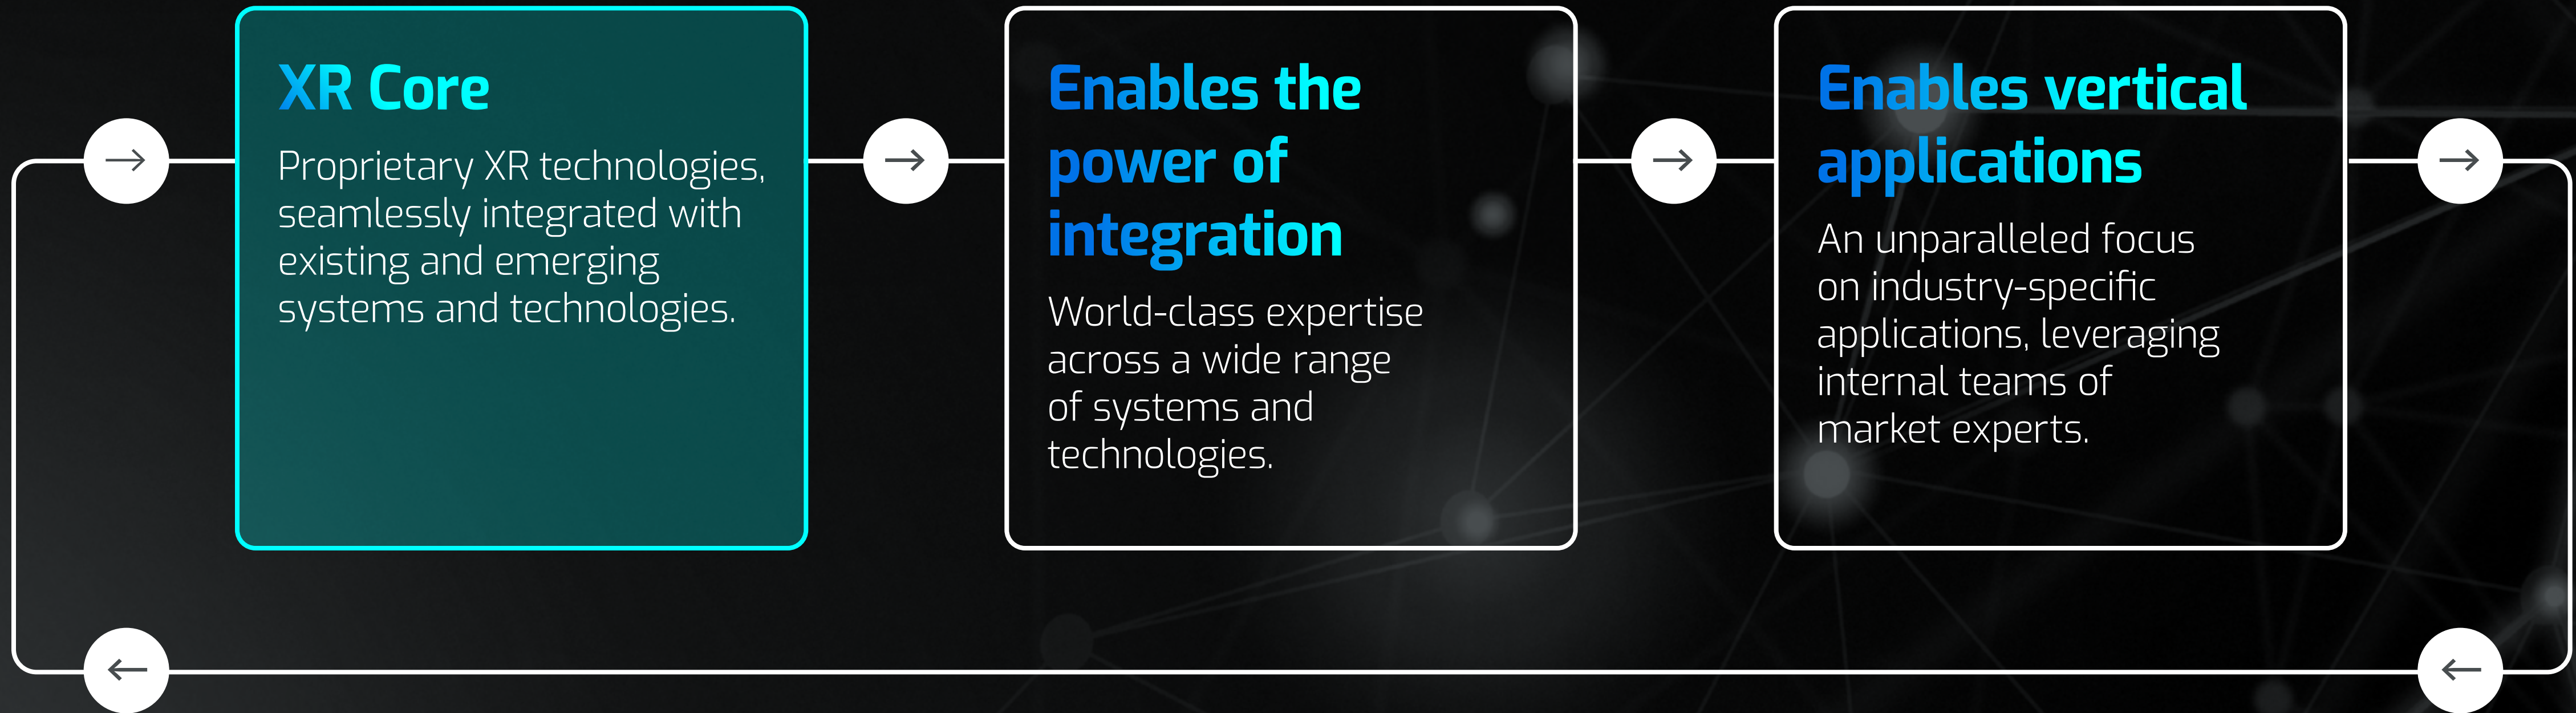 XR Core
Proprietary XR technologies,
seamlessly integrated with
existing and emerging
systems and technologies.
Enables the
power of
integration
World-class expertise
across a wide range
of systems and
technologies.
Enables vertical
applications
An unparalleled focus
on industry-specific
applications, leveraging
internal teams of
market experts.